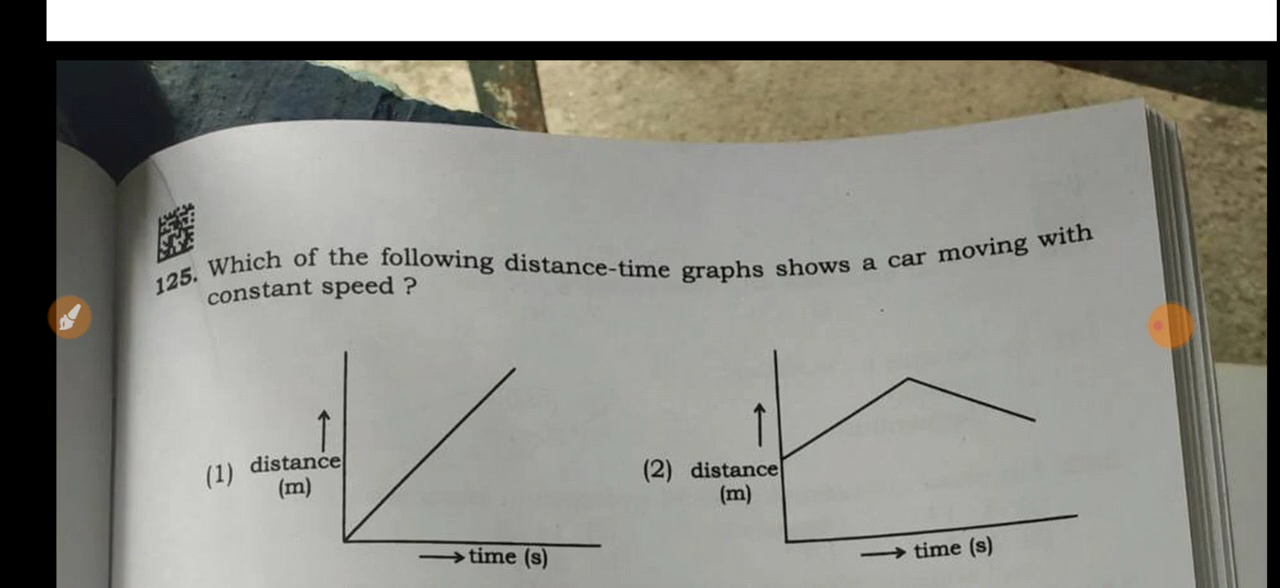 125. Which of the following distance-time graphs shows a car moving with
constant speed ?
(1) distance
(m)
time (s)
(2) distance
(m)
time (s)